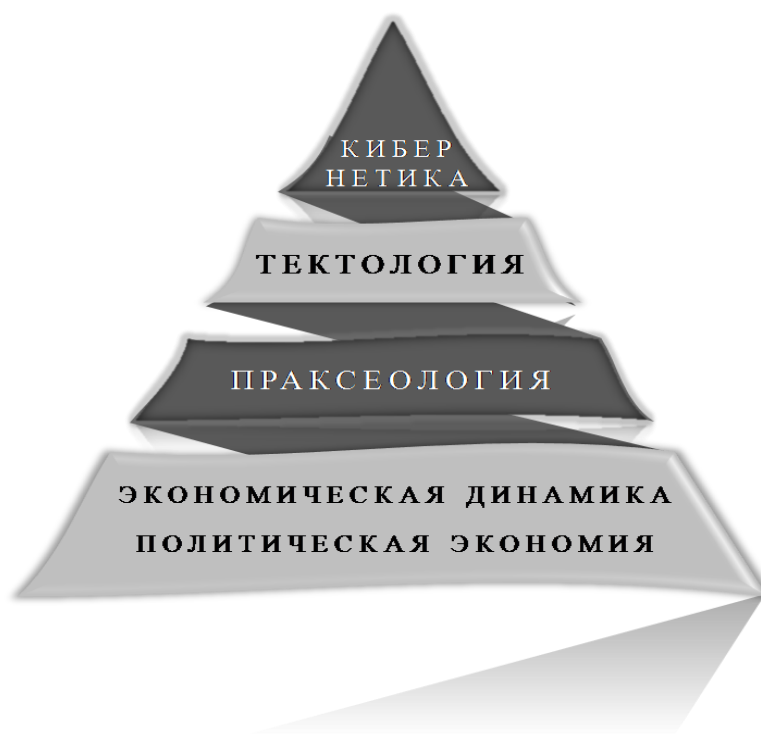 КИБЕР
НЕТИКА
ТЕКТОЛОГИЯ
ПРАКСЕОЛОГИЯ
ЭКОНОМИЧЕСКАЯ ДИНАМИКА
ПОЛИТИЧЕСКАЯ ЭКОНОМИЯ